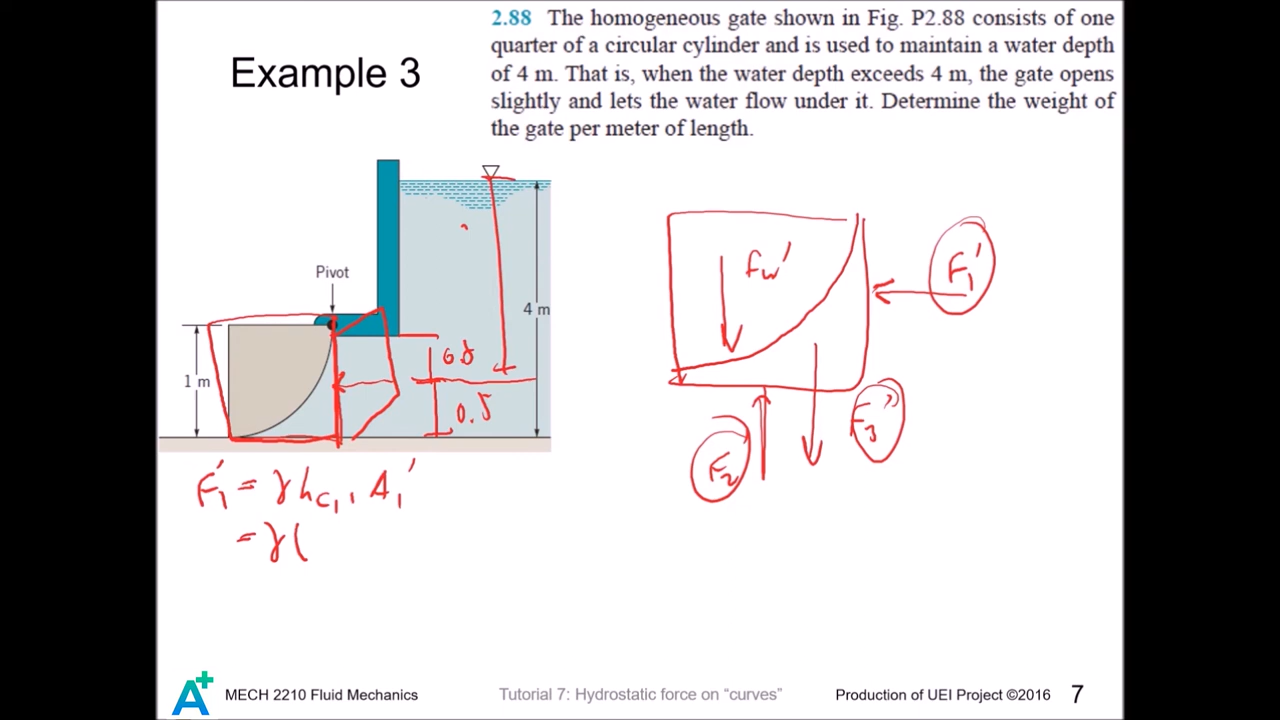 2.88 The homogeneous gate shown in Fig. P2.88 consists of one
quarter of a circular cylinder and is used to maintain a water depth
of 4 m. That is, when the water depth exceeds 4 m, the gate opens
slightly and lets the water flow under it. Determine the weight of
the gate per meter of length.
Example 3
Pivot
4 m
1 m
0.5
Fw'
F1'
F2'
F3'
F1' = γ hc1' A1'
= γ (
MECH 2210 Fluid Mechanics
Tutorial 7: Hydrostatic force on “curves”
Production of UEI Project ©2016
7
A+